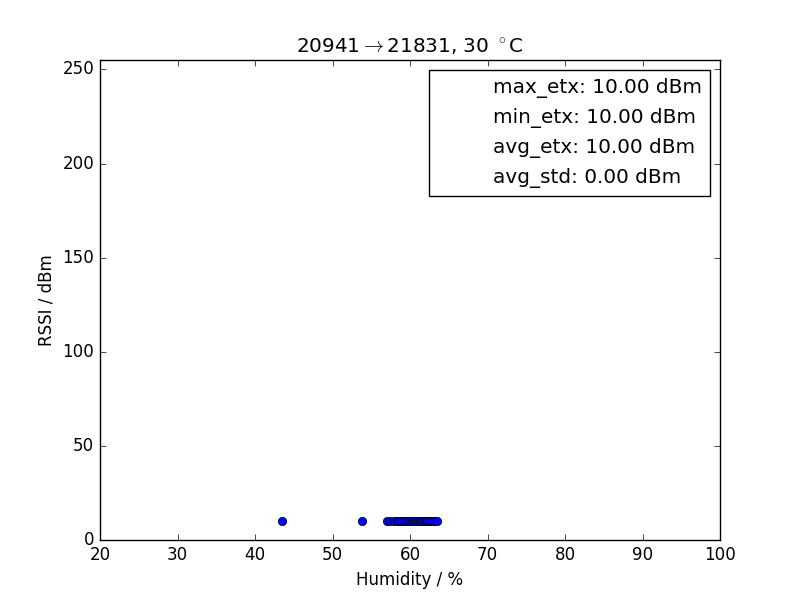 20941→21831, 30 °C
max_etx: 10.00 dBm
min_etx: 10.00 dBm
avg_etx: 10.00 dBm
avg_std: 0.00 dBm
RSSI / dBm
250
200
150
100
50
0
20 30 40 50 60 70 80 90 100
Humidity / %